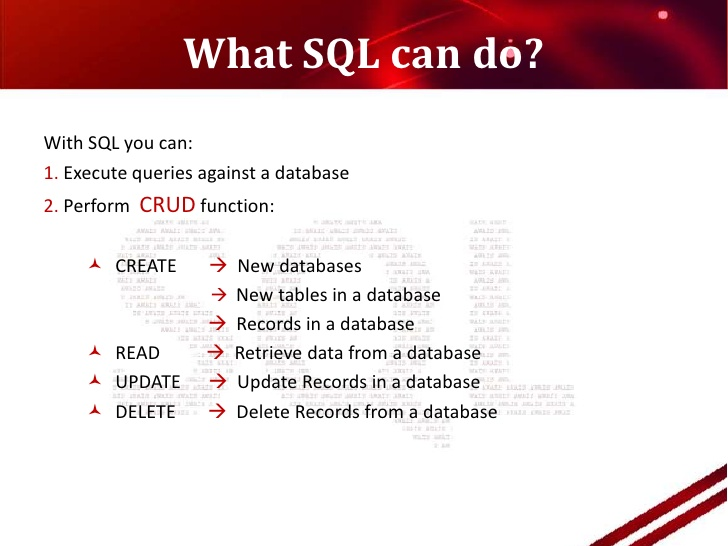 What SQL can do?
With SQL you can:
1. Execute queries against a database
2. Perform CRUD function:
CREATE → New databases
→ New tables in a database
→ Records in a database
READ → Retrieve data from a database
UPDATE → Update Records in a database
DELETE → Delete Records from a database